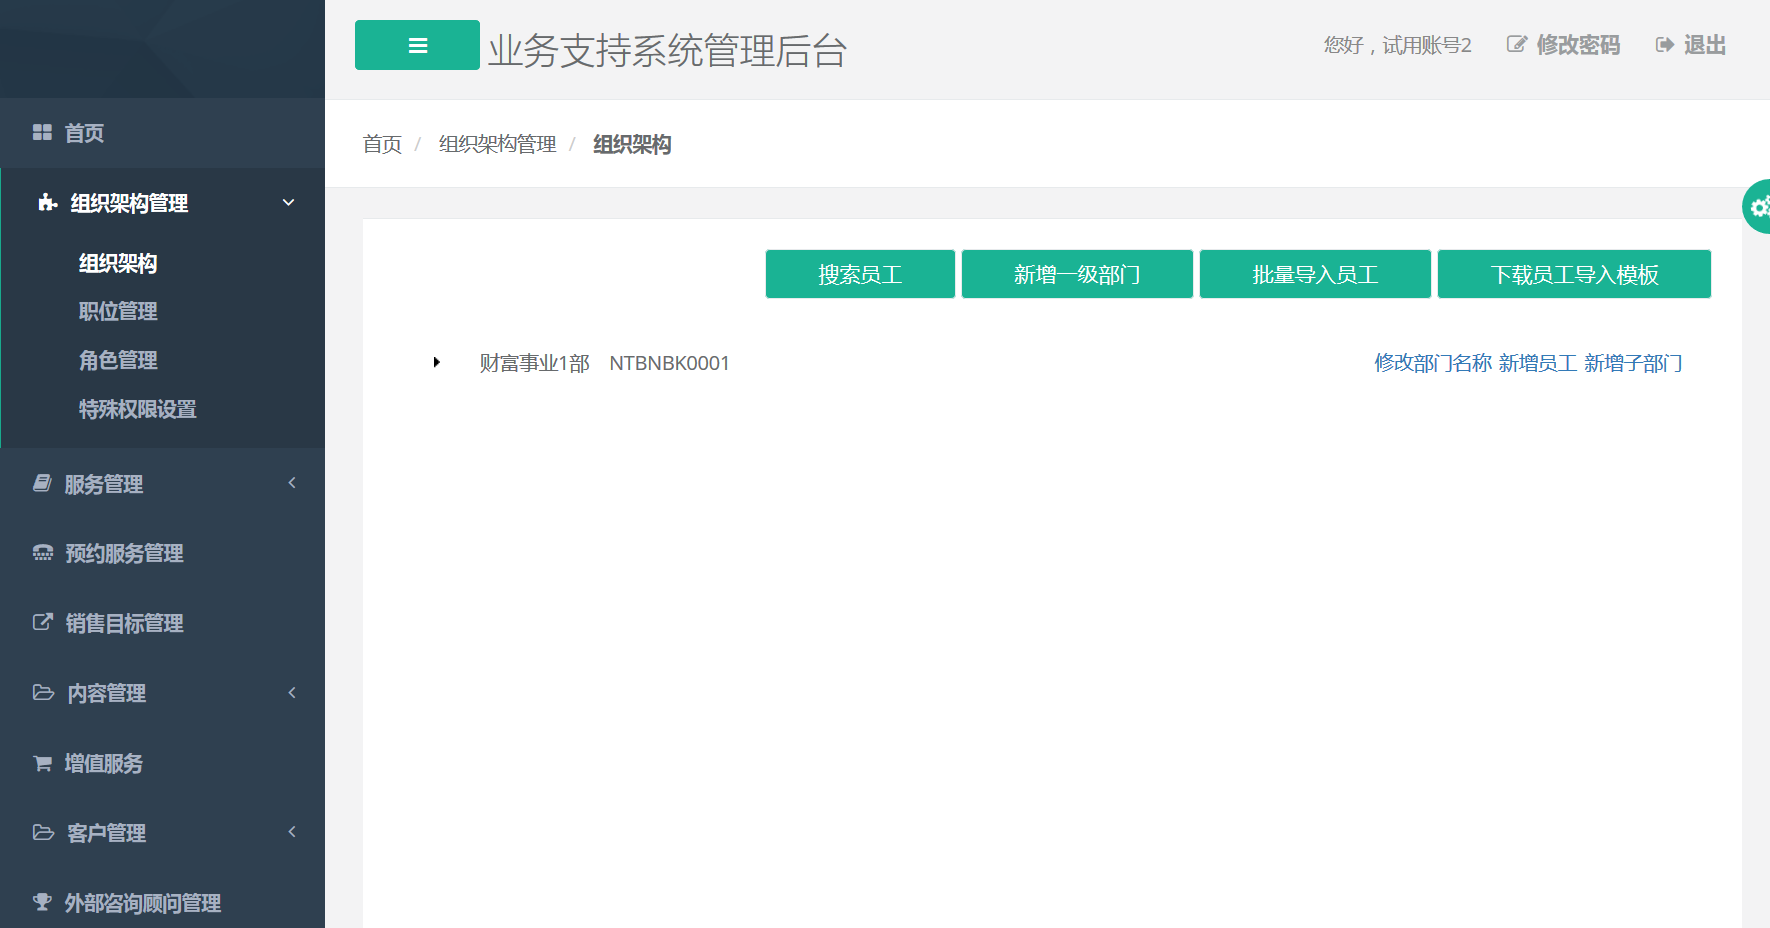 业务支持系统管理后台
您好，试用账号2 修改密码 退出
首页 / 组织架构管理 / 组织架构
首页
组织架构管理
组织架构
职位管理
角色管理
特殊权限设置
服务管理
预约服务管理
销售目标管理
内容管理
增值服务
客户管理
外部咨询顾问管理
搜索员工 新增一级部门 批量导入员工 下载员工导入模板
财富事业1部 NTBNBK0001 修改部门名称 新增员工 新增子部门